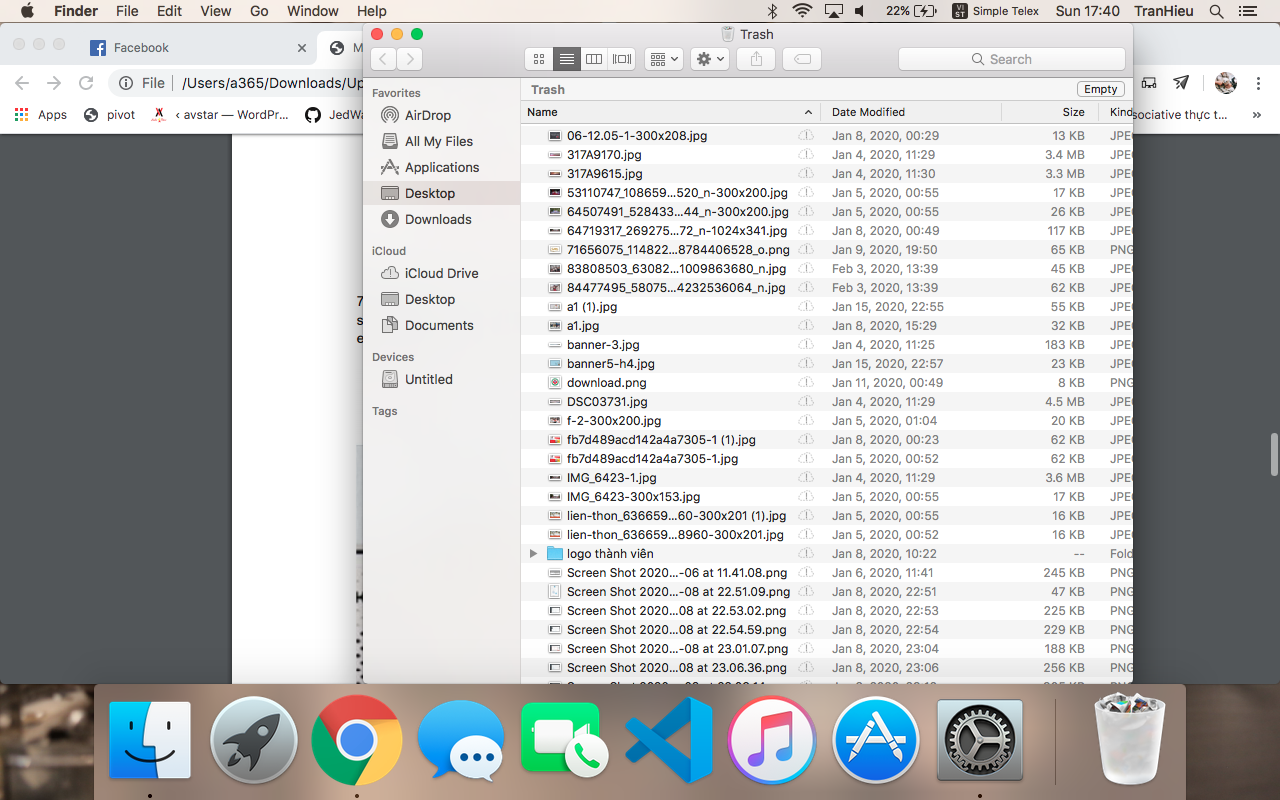 Finder File Edit View Go Window Help 22% VI ST Simple Telex Sun 17:40 TranHieu
Facebook
M
File /Users/a365/Downloads/Up
Apps pivot ‹ avstar — WordPr... JedWa
sociative thực t... »
7
s
e
Trash
Search
Favorites
AirDrop
All My Files
Applications
Desktop
Downloads
iCloud
iCloud Drive
Desktop
Documents
Devices
Untitled
Tags
Trash Empty
Name Date Modified Size Kind
06-12.05-1-300x208.jpg Jan 8, 2020, 00:29 13 KB JPE
317A9170.jpg Jan 4, 2020, 11:29 3.4 MB JPE
317A9615.jpg Jan 4, 2020, 11:30 3.3 MB JPE
53110747_108659...520_n-300x200.jpg Jan 5, 2020, 00:55 17 KB JPE
64507491_528433...44_n-300x200.jpg Jan 5, 2020, 00:55 26 KB JPE
64719317_269275...72_n-1024x341.jpg Jan 8, 2020, 00:49 117 KB JPE
71656075_114822...8784406528_o.png Jan 9, 2020, 19:50 65 KB PNG
83808503_63082...1009863680_n.jpg Feb 3, 2020, 13:39 45 KB JPE
84477495_58075...4232536064_n.jpg Feb 3, 2020, 13:39 62 KB JPE
a1 (1).jpg Jan 15, 2020, 22:55 55 KB JPE
a1.jpg Jan 8, 2020, 15:29 32 KB JPE
banner-3.jpg Jan 4, 2020, 11:25 183 KB JPE
banner5-h4.jpg Jan 15, 2020, 22:57 23 KB JPE
download.png Jan 11, 2020, 00:49 8 KB PNG
DSC03731.jpg Jan 4, 2020, 11:29 4.5 MB JPE
f-2-300x200.jpg Jan 5, 2020, 01:04 20 KB JPE
fb7d489acd142a4a7305-1 (1).jpg Jan 8, 2020, 00:23 62 KB JPE
fb7d489acd142a4a7305-1.jpg Jan 5, 2020, 00:52 62 KB JPE
IMG_6423-1.jpg Jan 4, 2020, 11:29 3.6 MB JPE
IMG_6423-300x153.jpg Jan 5, 2020, 00:55 17 KB JPE
lien-thon_636659...60-300x201 (1).jpg Jan 5, 2020, 00:55 16 KB JPE
lien-thon_636659...8960-300x201.jpg Jan 5, 2020, 00:52 16 KB JPE
logo thành viên Jan 8, 2020, 10:22 -- Fold
Screen Shot 2020...-06 at 11.41.08.png Jan 6, 2020, 11:41 245 KB PNG
Screen Shot 2020...-08 at 22.51.09.png Jan 8, 2020, 22:51 47 KB PNG
Screen Shot 2020...08 at 22.53.02.png Jan 8, 2020, 22:53 225 KB PNG
Screen Shot 2020...08 at 22.54.59.png Jan 8, 2020, 22:54 229 KB PNG
Screen Shot 2020...-08 at 23.01.07.png Jan 8, 2020, 23:04 188 KB PNG
Screen Shot 2020...08 at 23.06.36.png Jan 8, 2020, 23:06 256 KB PNG